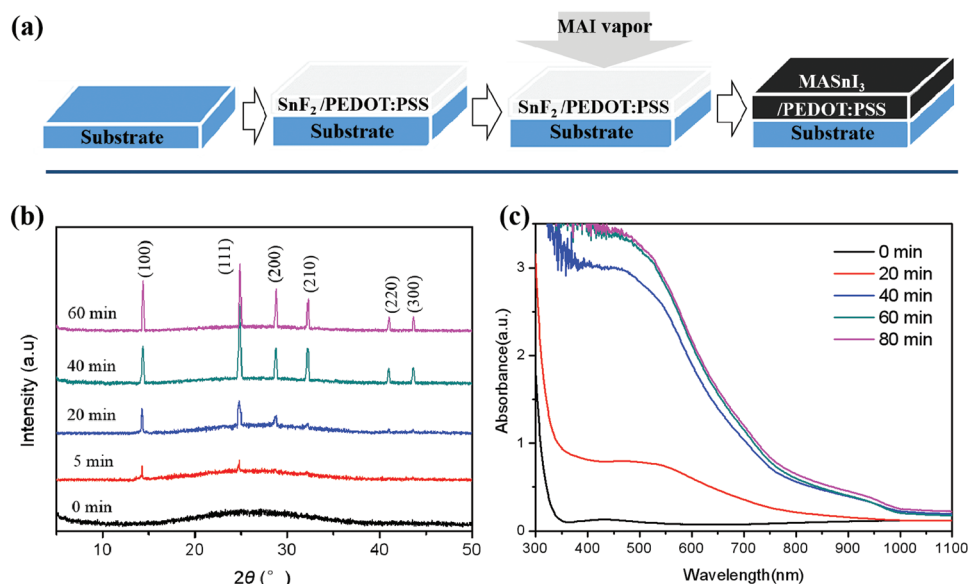 (a)
MAI vapor
Substrate
SnF2 /PEDOT:PSS
Substrate
SnF2 /PEDOT:PSS
Substrate
MASnI3
/PEDOT:PSS
Substrate
(b)
Intensity (a.u)
(100)
(111)
(200)
(210)
(220)
(300)
60 min
40 min
20 min
5 min
0 min
10 20 30 40 50
2θ (°)
(c)
Absorbance(a.u.)
3
2
1
0
0 min
20 min
40 min
60 min
80 min
300 400 500 600 700 800 900 1000 1100
Wavelength(nm)